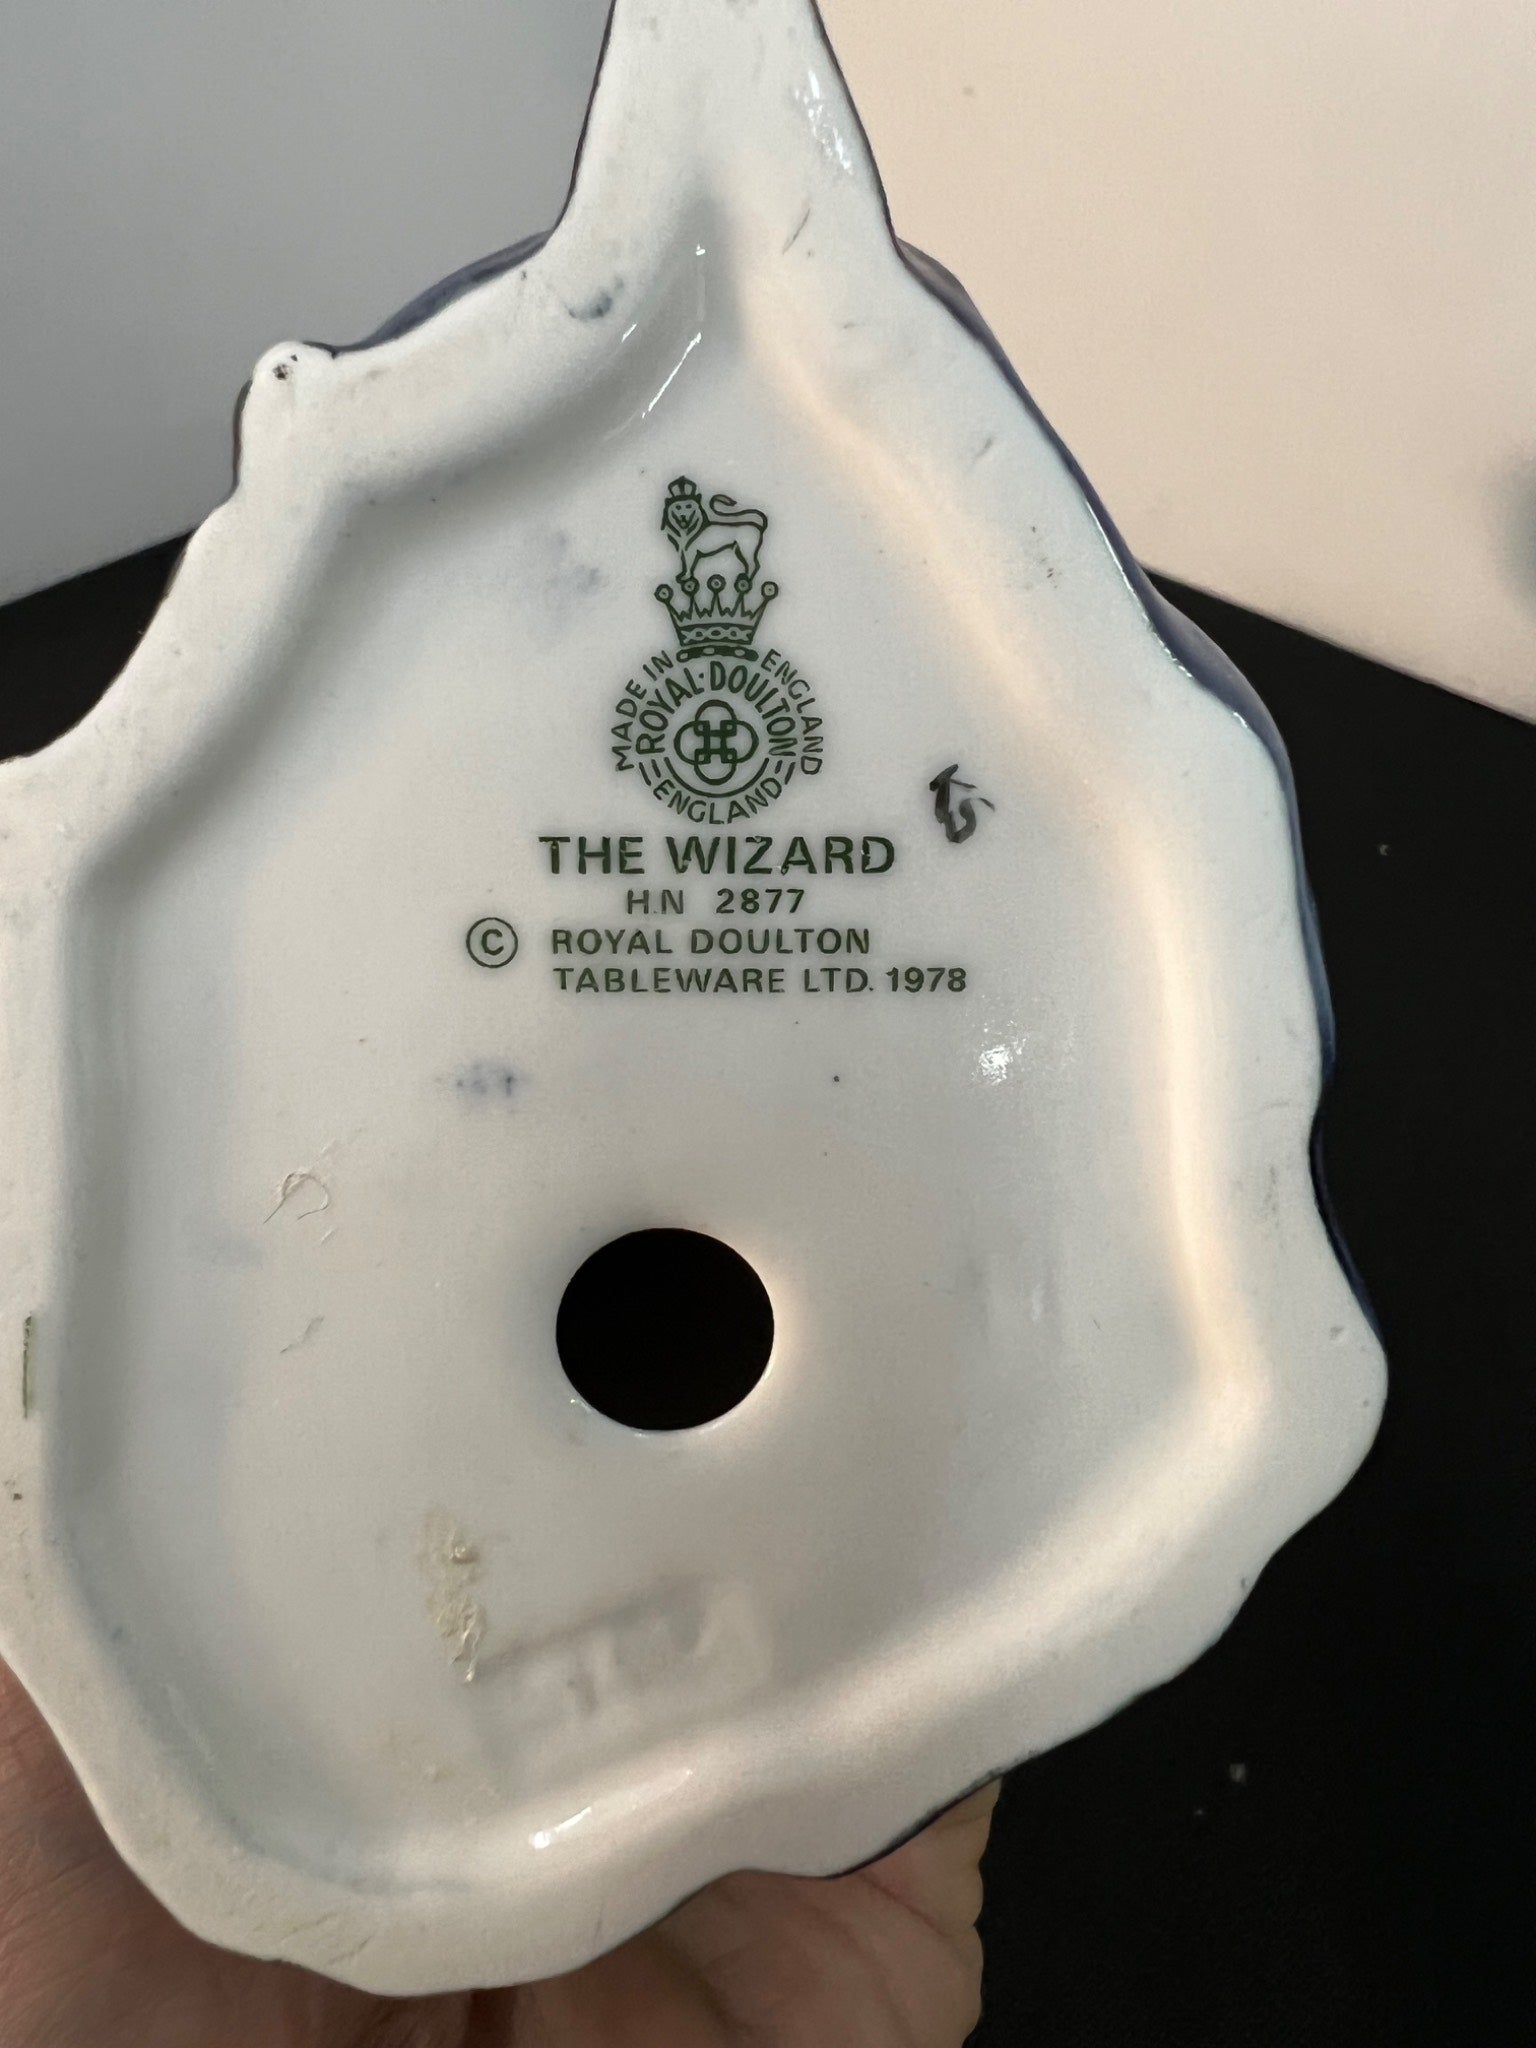 MADE IN ENGLAND
ROYAL·DOULTON
ENGLAND
THE WIZARD
H.N 2877
© ROYAL DOULTON
TABLEWARE LTD. 1978